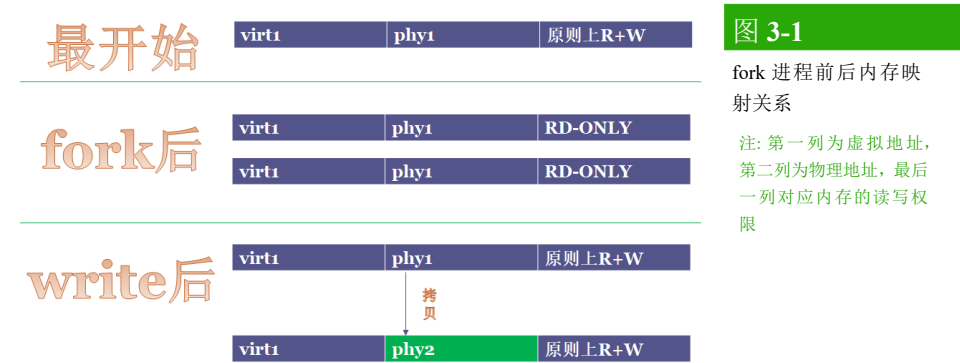 最开始
virt1 phy1 原则上R+W
fork后
virt1 phy1 RD-ONLY
virt1 phy1 RD-ONLY
write后
virt1 phy1 原则上R+W
拷
贝
virt1 phy2 原则上R+W
图 3-1
fork 进程前后内存映
射关系
注: 第一列为虚拟地址,
第二列为物理地址，最后
一列对应内存的读写权
限